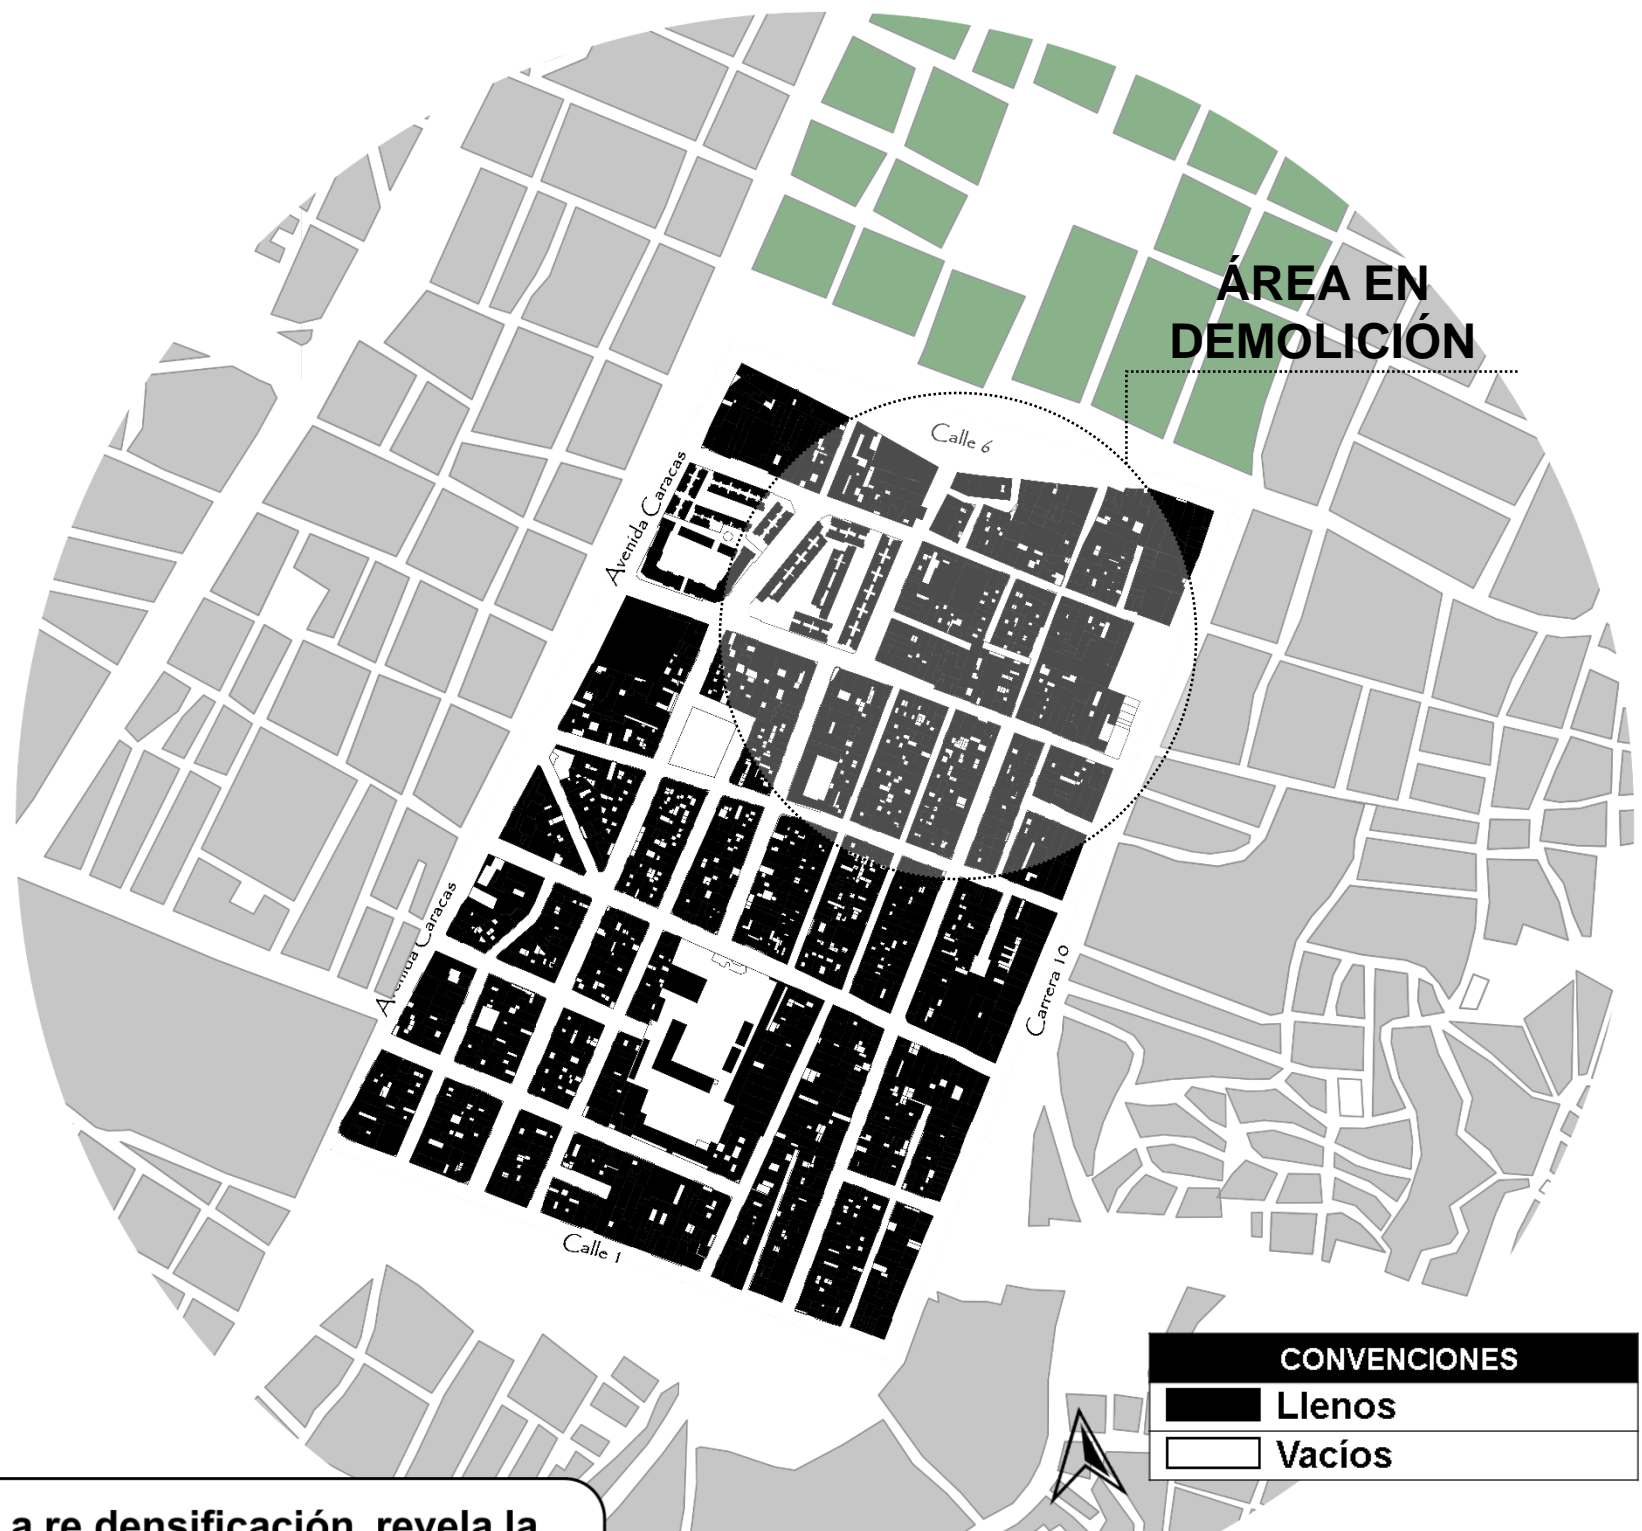 ÁREA EN
DEMOLICIÓN
Calle 6
Avenida Caracas
Avenida Caracas
Carrera 10
Calle 1
CONVENCIONES
Llenos
Vacíos
a re densificación, revela la